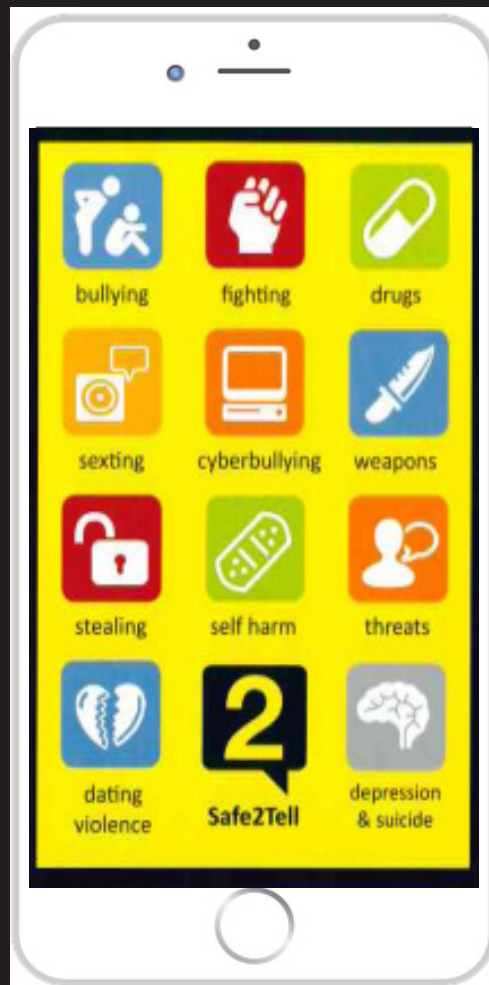 bullying fighting drugs
sexting cyberbullying weapons
stealing self harm threats
dating
violence
2
Safe2Tell
depression
& suicide